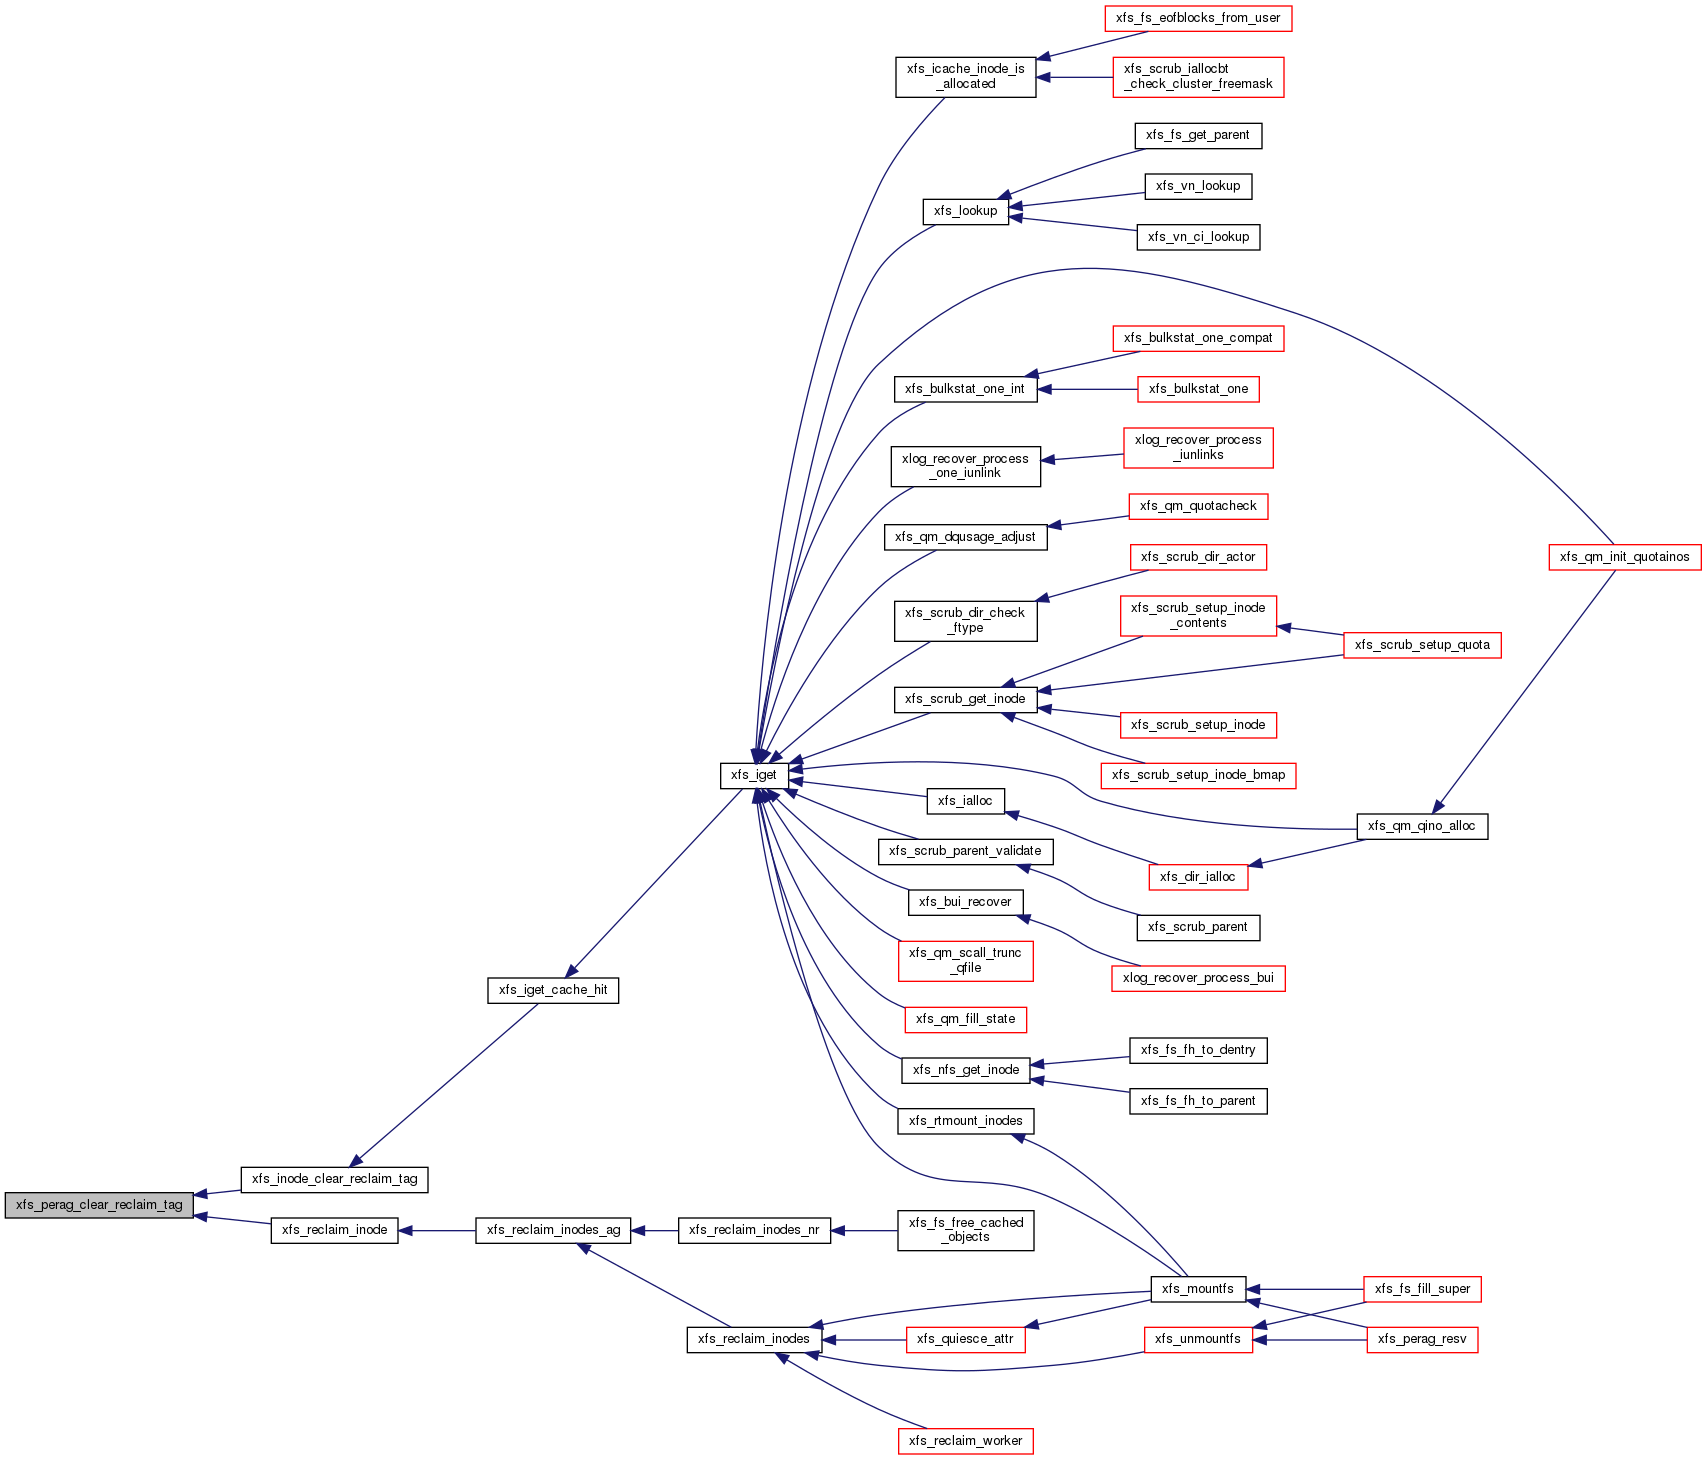 xfs_fs_eofblocks_from_user
xfs_icache_inode_is
_allocated
xfs_scrub_iallocbt
_check_cluster_freemask
xfs_fs_get_parent
xfs_vn_lookup
xfs_lookup
xfs_vn_ci_lookup
xfs_bulkstat_one_compat
xfs_bulkstat_one_int
xfs_bulkstat_one
xlog_recover_process
_one_iunlink
xlog_recover_process
_iunlinks
xfs_qm_quotacheck
xfs_qm_dqusage_adjust
xfs_scrub_dir_actor
xfs_qm_init_quotainos
xfs_scrub_dir_check
_ftype
xfs_scrub_setup_inode
_contents
xfs_scrub_setup_quota
xfs_scrub_get_inode
xfs_scrub_setup_inode
xfs_iget
xfs_scrub_setup_inode_bmap
xfs_ialloc
xfs_qm_qino_alloc
xfs_scrub_parent_validate
xfs_dir_ialloc
xfs_bui_recover
xfs_scrub_parent
xfs_qm_scall_trunc
_qfile
xlog_recover_process_bui
xfs_iget_cache_hit
xfs_qm_fill_state
xfs_fs_fh_to_dentry
xfs_nfs_get_inode
xfs_fs_fh_to_parent
xfs_rtmount_inodes
xfs_inode_clear_reclaim_tag
xfs_perag_clear_reclaim_tag
xfs_reclaim_inode
xfs_reclaim_inodes_ag
xfs_reclaim_inodes_nr
xfs_fs_free_cached
_objects
xfs_mountfs
xfs_fs_fill_super
xfs_reclaim_inodes
xfs_quiesce_attr
xfs_unmountfs
xfs_perag_resv
xfs_reclaim_worker